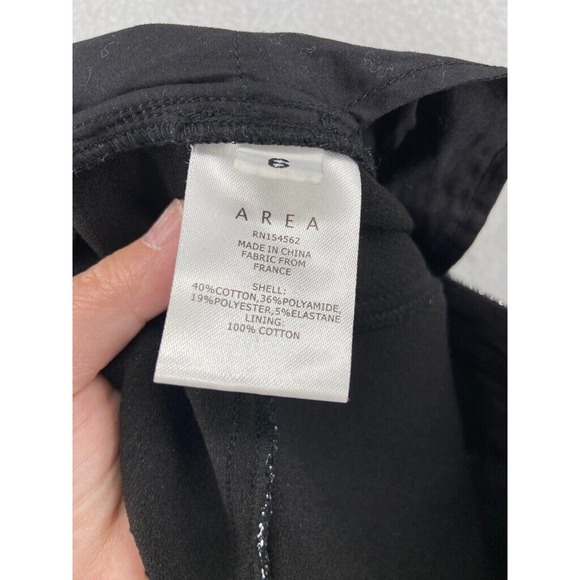 6
AREA
RN154562
MADE IN CHINA
FABRIC FROM
FRANCE
SHELL:
40%COTTON,36%POLYAMIDE,
19%POLYESTER,5%ELASTANE
LINING:
100% COTTON